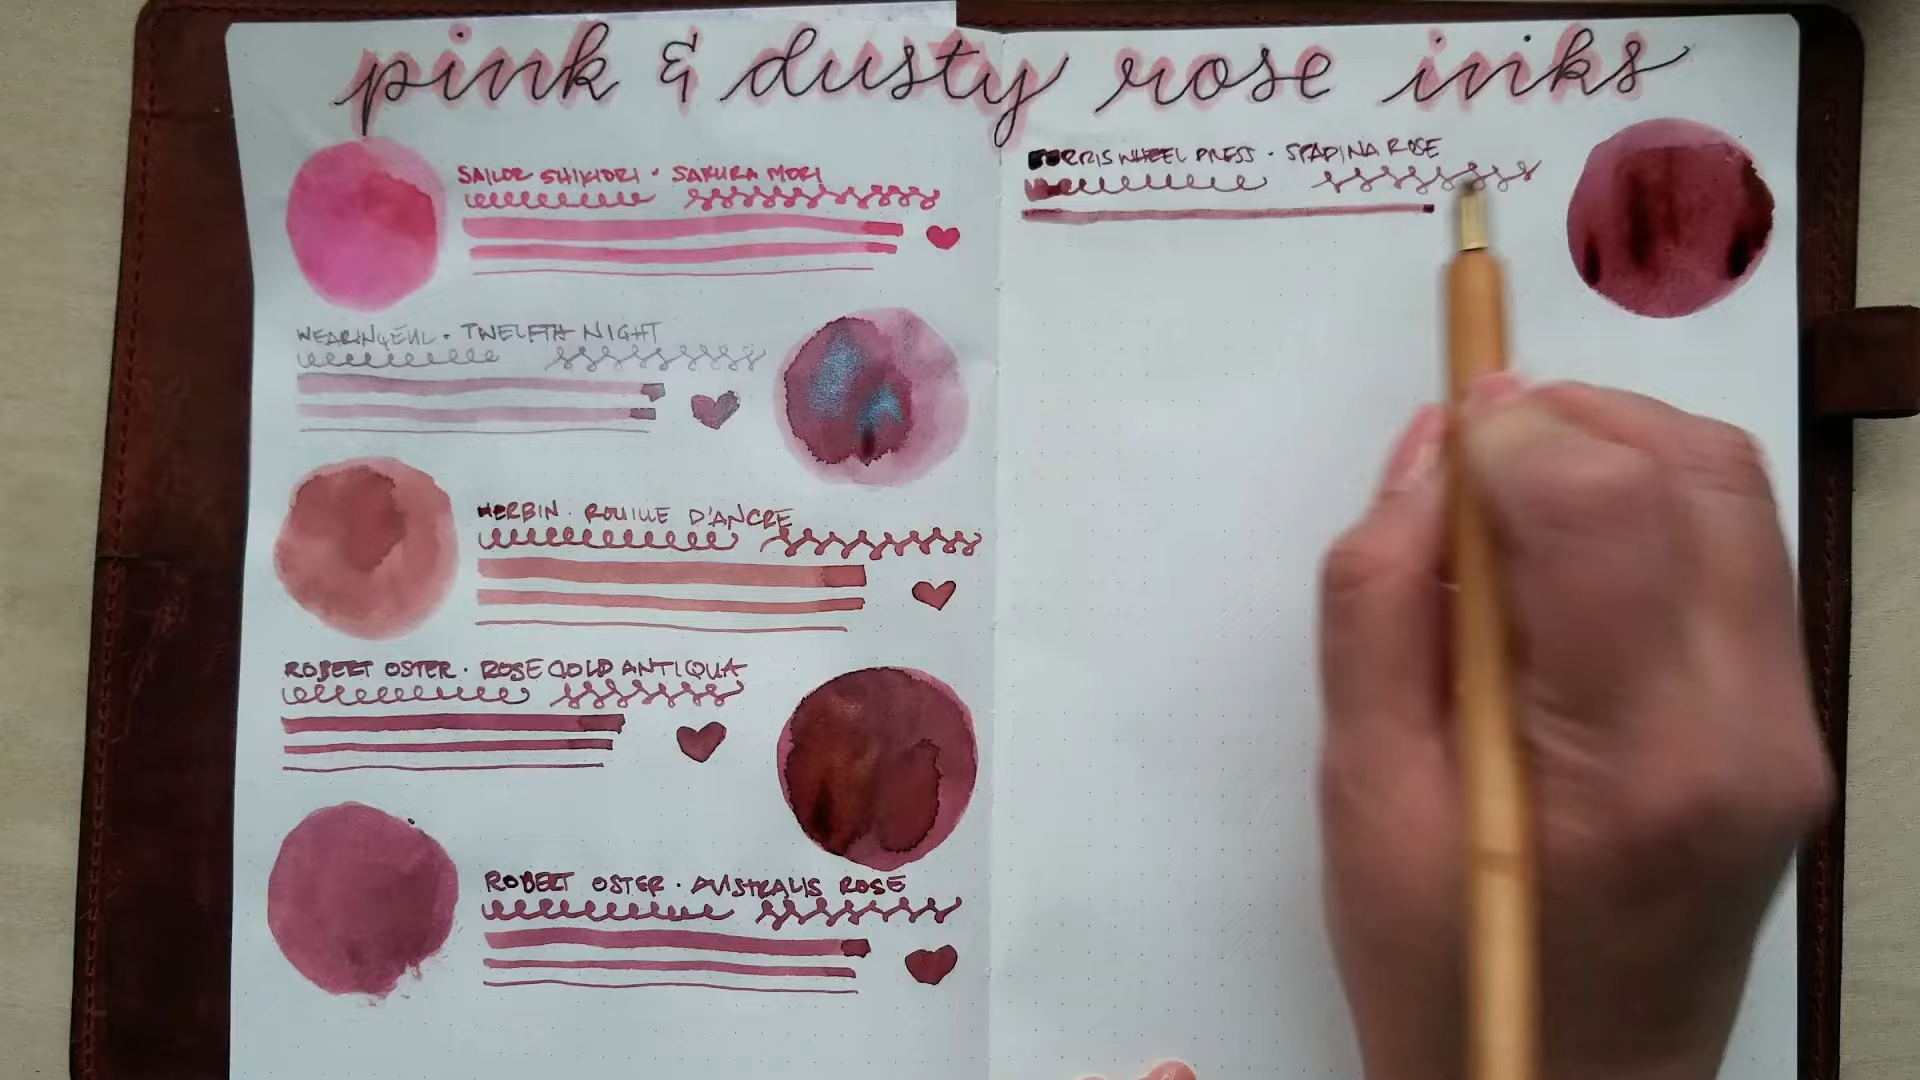 pink & dusty rose inks
SAILOR SHIKIORI · SAKURA MORI
WEARINGEUL · TWELFTH NIGHT
HERBIN · ROUILLE D'ANCRE
ROBERT OSTER · ROSE GOLD ANTIQUA
ROBERT OSTER · AUSTRALIS ROSE
FERRIS WHEEL PRESS · SPADINA ROSE